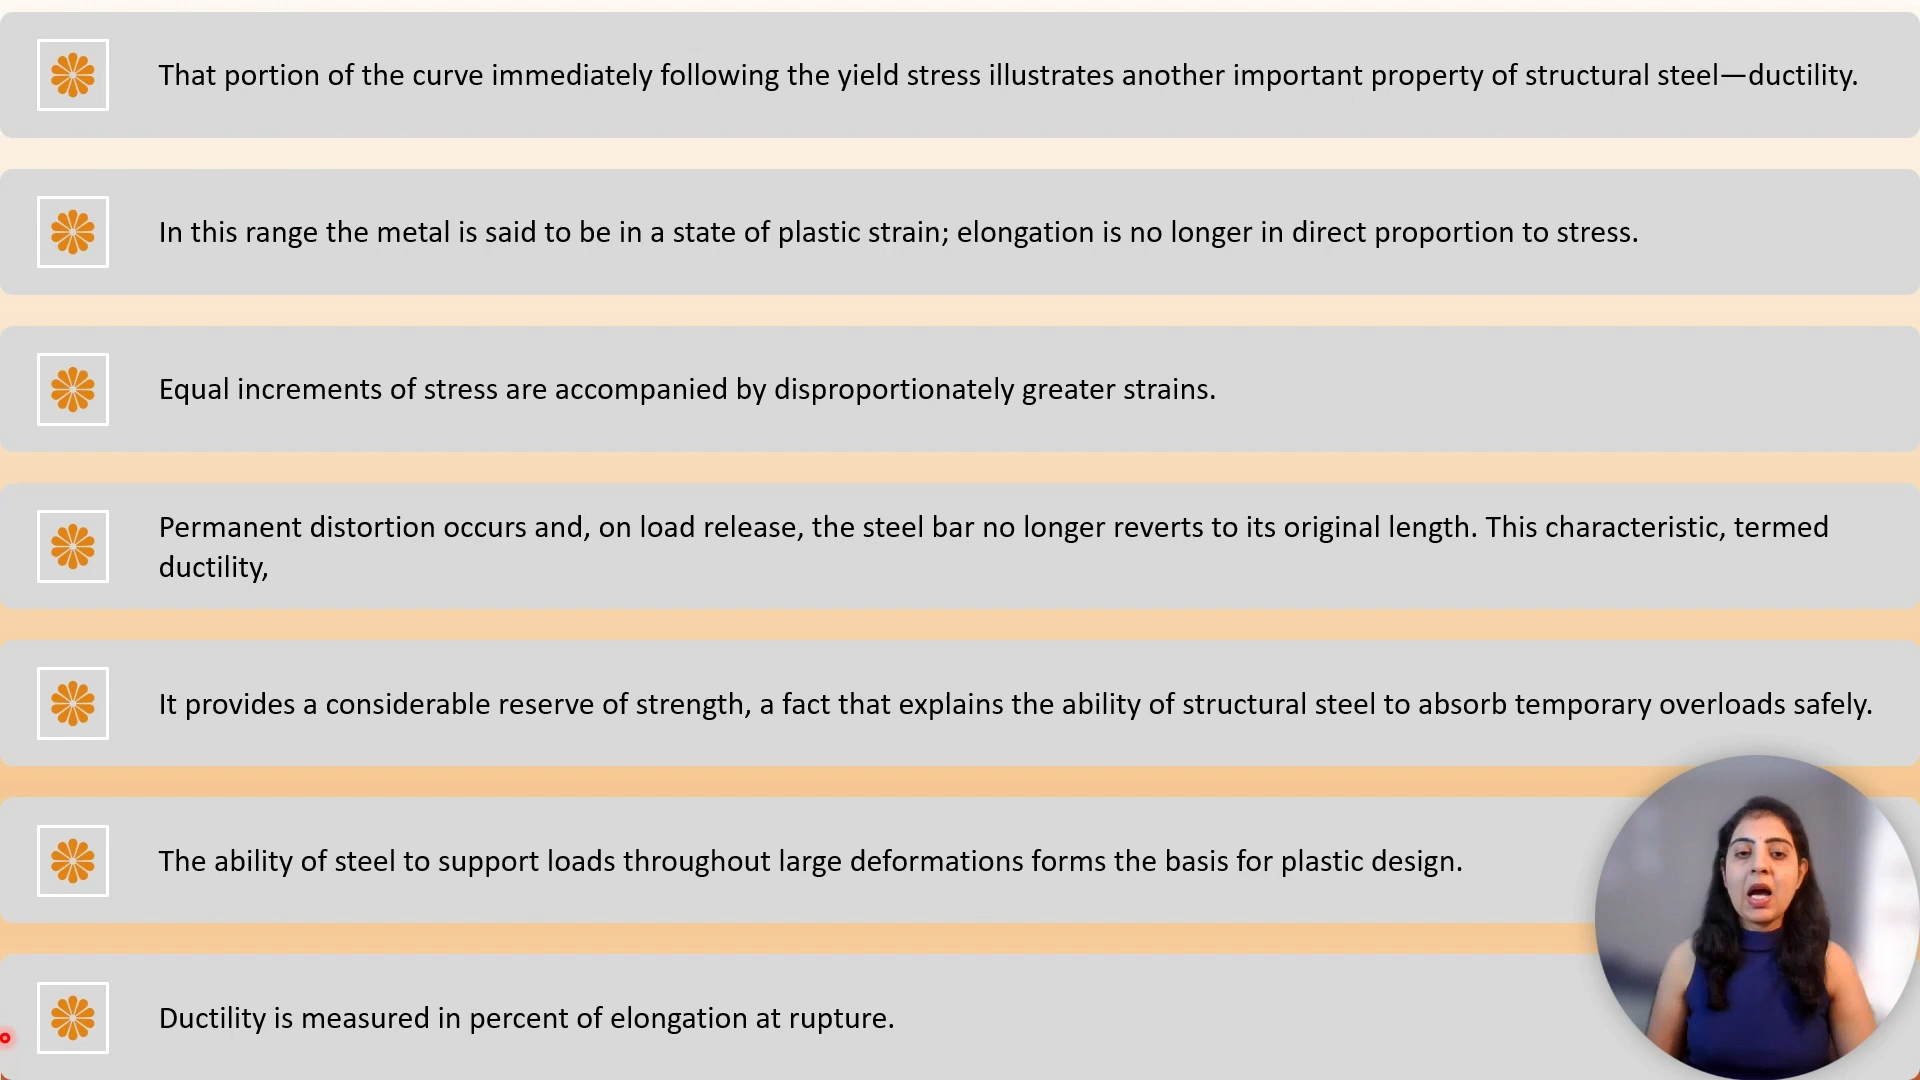 That portion of the curve immediately following the yield stress illustrates another important property of structural steel—ductility.
In this range the metal is said to be in a state of plastic strain; elongation is no longer in direct proportion to stress.
Equal increments of stress are accompanied by disproportionately greater strains.
Permanent distortion occurs and, on load release, the steel bar no longer reverts to its original length. This characteristic, termed
ductility,
It provides a considerable reserve of strength, a fact that explains the ability of structural steel to absorb temporary overloads safely.
The ability of steel to support loads throughout large deformations forms the basis for plastic design.
Ductility is measured in percent of elongation at rupture.